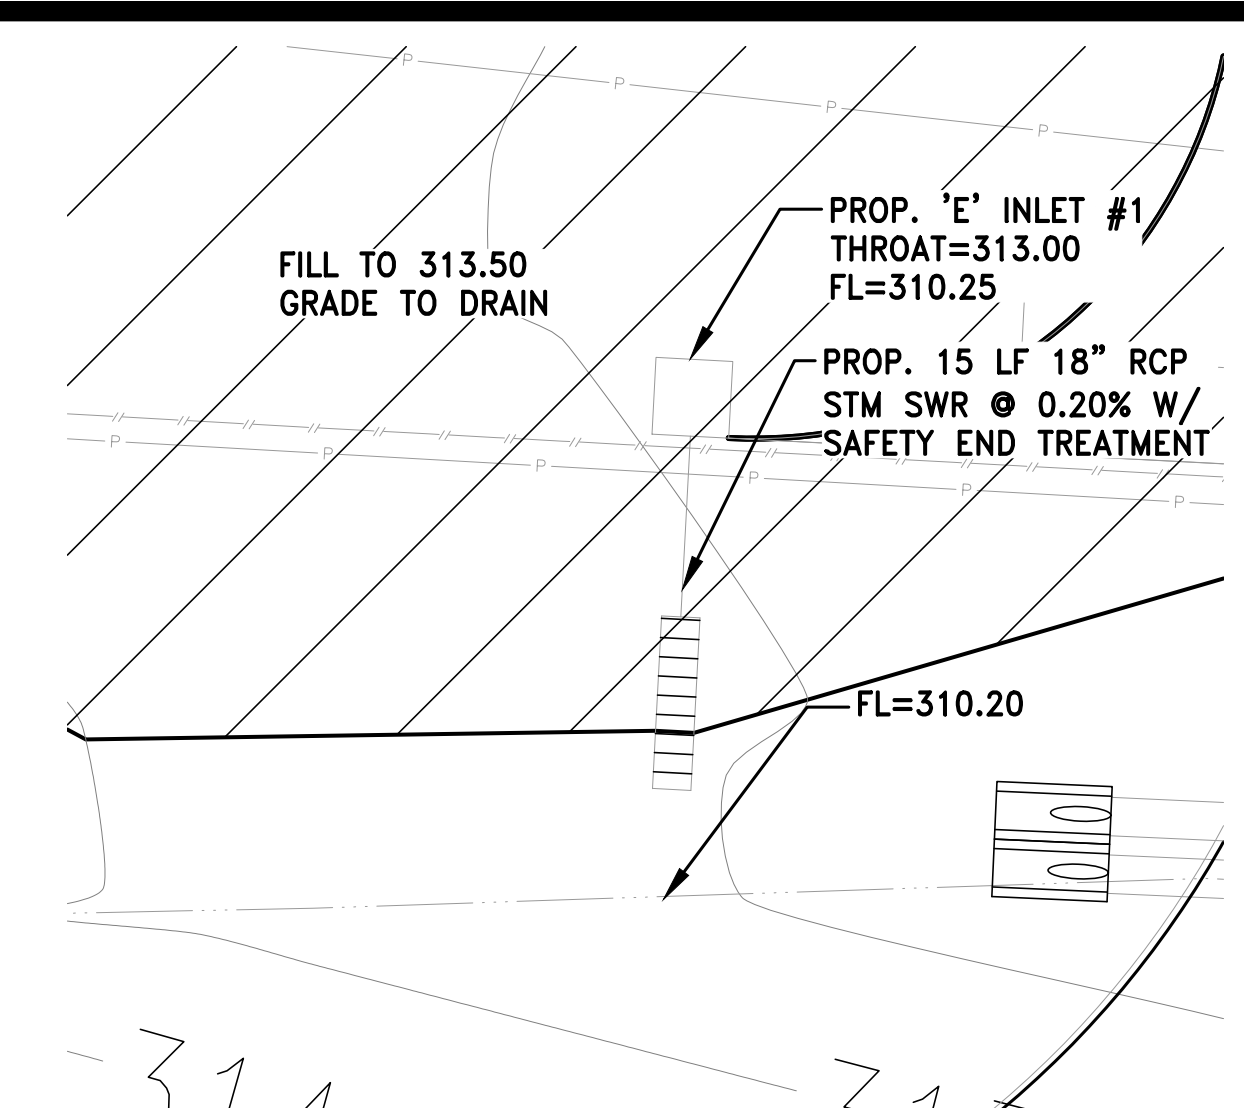 P
P
P
P
PROP. 'E' INLET #1
THROAT=313.00
FL=310.25
FILL TO 313.50
GRADE TO DRAIN
PROP. 15 LF 18" RCP
STM SWR @ 0.20% W/
SAFETY END TREATMENT
P
P
P
P
P
P
FL=310.20